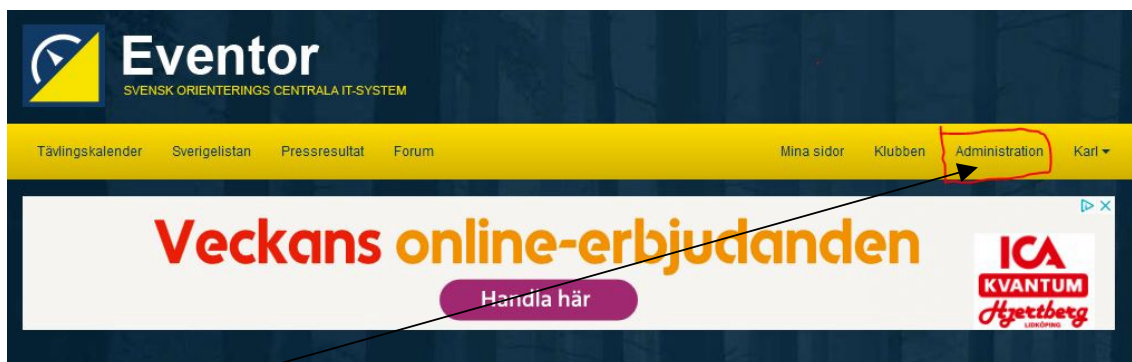 Eventor
SVENSK ORIENTERINGS CENTRALA IT-SYSTEM
Tävlingskalender Sverigelistan Pressresultat Forum Mina sidor Klubben Administration Karl
Veckans online-erbjudanden
Handla här
ICA
KVANTUM
Hjertberg
LIDKÖPING